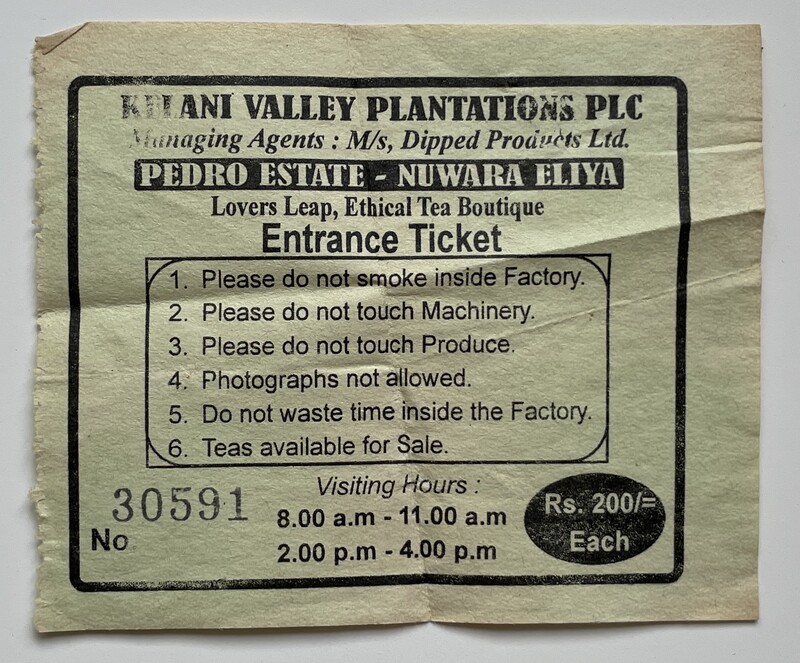 KELANI VALLEY PLANTATIONS PLC
Managing Agents : M/s, Dipped Products Ltd.
PEDRO ESTATE - NUWARA ELIYA
Lovers Leap, Ethical Tea Boutique
Entrance Ticket
1. Please do not smoke inside Factory.
2. Please do not touch Machinery.
3. Please do not touch Produce.
4. Photographs not allowed.
5. Do not waste time inside the Factory.
6. Teas available for Sale.
No 30591
Visiting Hours :
8.00 a.m - 11.00 a.m
2.00 p.m - 4.00 p.m
Rs. 200/=
Each